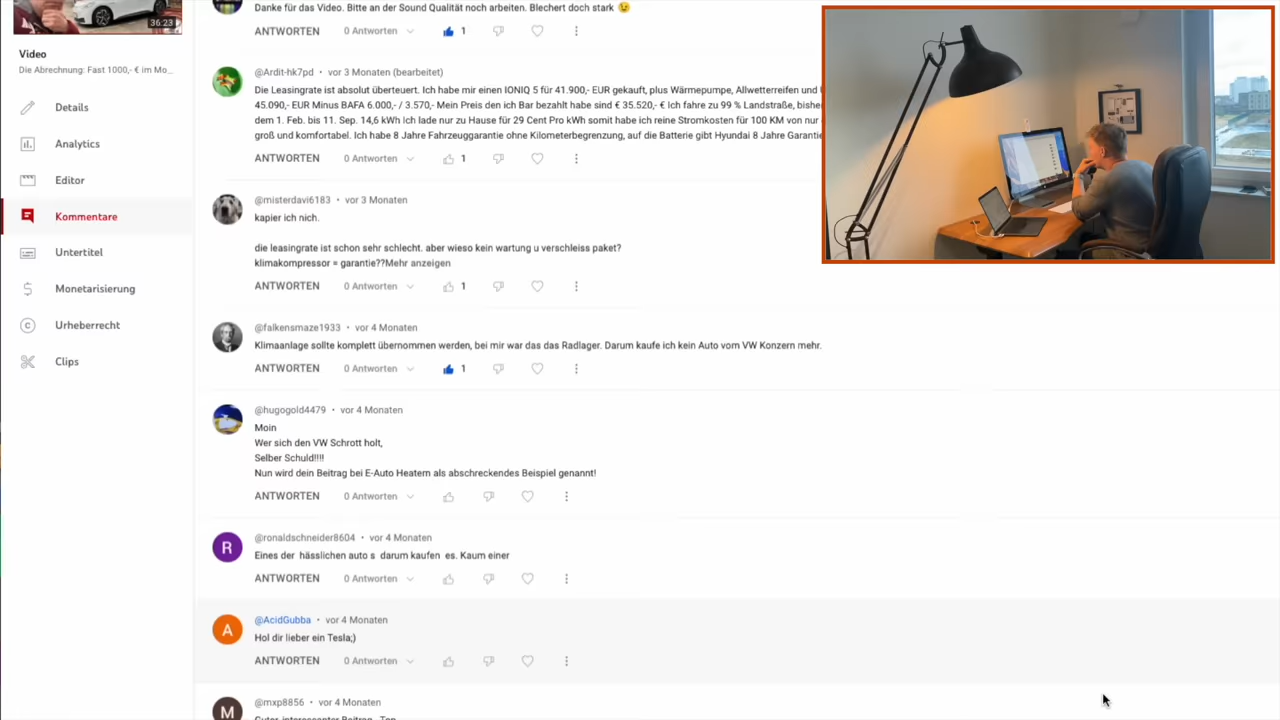 36:23
Video
Die Abrechnung: Fast 1000,- € im Mo...
Details
Analytics
Editor
Kommentare
Untertitel
Monetarisierung
Urheberrecht
Clips
Danke für das Video. Bitte an der Sound Qualität noch arbeiten. Blechert doch stark 😉
ANTWORTEN 0 Antworten 1
@Ardit-hk7pd • vor 3 Monaten (bearbeitet)
Die Leasingrate ist absolut überteuert. Ich habe mir einen IONIQ 5 für 41.900,- EUR gekauft, plus Wärmepumpe, Allwetterreifen und
45.090,- EUR Minus BAFA 6.000,- / 3.570,- Mein Preis den ich Bar bezahlt habe sind € 35.520,- € Ich fahre zu 99 % Landstraße,
dem 1. Feb. bis 11. Sep. 14,6 kWh Ich lade nur zu Hause für 29 Cent Pro kWh somit habe ich reine Stromkosten für 100 KM von nur
groß und komfortabel. Ich habe 8 Jahre Fahrzeuggarantie ohne Kilometerbegrenzung, auf die Batterie gibt Hyundai 8 Jahre
ANTWORTEN 0 Antworten 1
@misterdavi6183 • vor 3 Monaten
kapier ich nich.
die leasingrate ist schon sehr schlecht. aber wieso kein wartung u verschleiss paket?
klimakompressor = garantie??Mehr anzeigen
ANTWORTEN 0 Antworten 1
@falkensmaze1933 • vor 4 Monaten
Klimaanlage sollte komplett übernommen werden, bei mir war das das Radlager. Darum kaufe ich kein Auto vom VW Konzern mehr.
ANTWORTEN 0 Antworten 1
@hugogold4479 • vor 4 Monaten
Moin
Wer sich den VW Schrott holt,
Selber Schuld!!!!
Nun wird dein Beitrag bei E-Auto Heatern als abschreckendes Beispiel genannt!
ANTWORTEN 0 Antworten
R
@ronaldschneider8604 • vor 4 Monaten
Eines der hässlichen auto s darum kaufen es. Kaum einer
ANTWORTEN 0 Antworten
A
@AcidGubba • vor 4 Monaten
Hol dir lieber ein Tesla;)
ANTWORTEN 0 Antworten
M
@mxp8856 • vor 4 Monaten